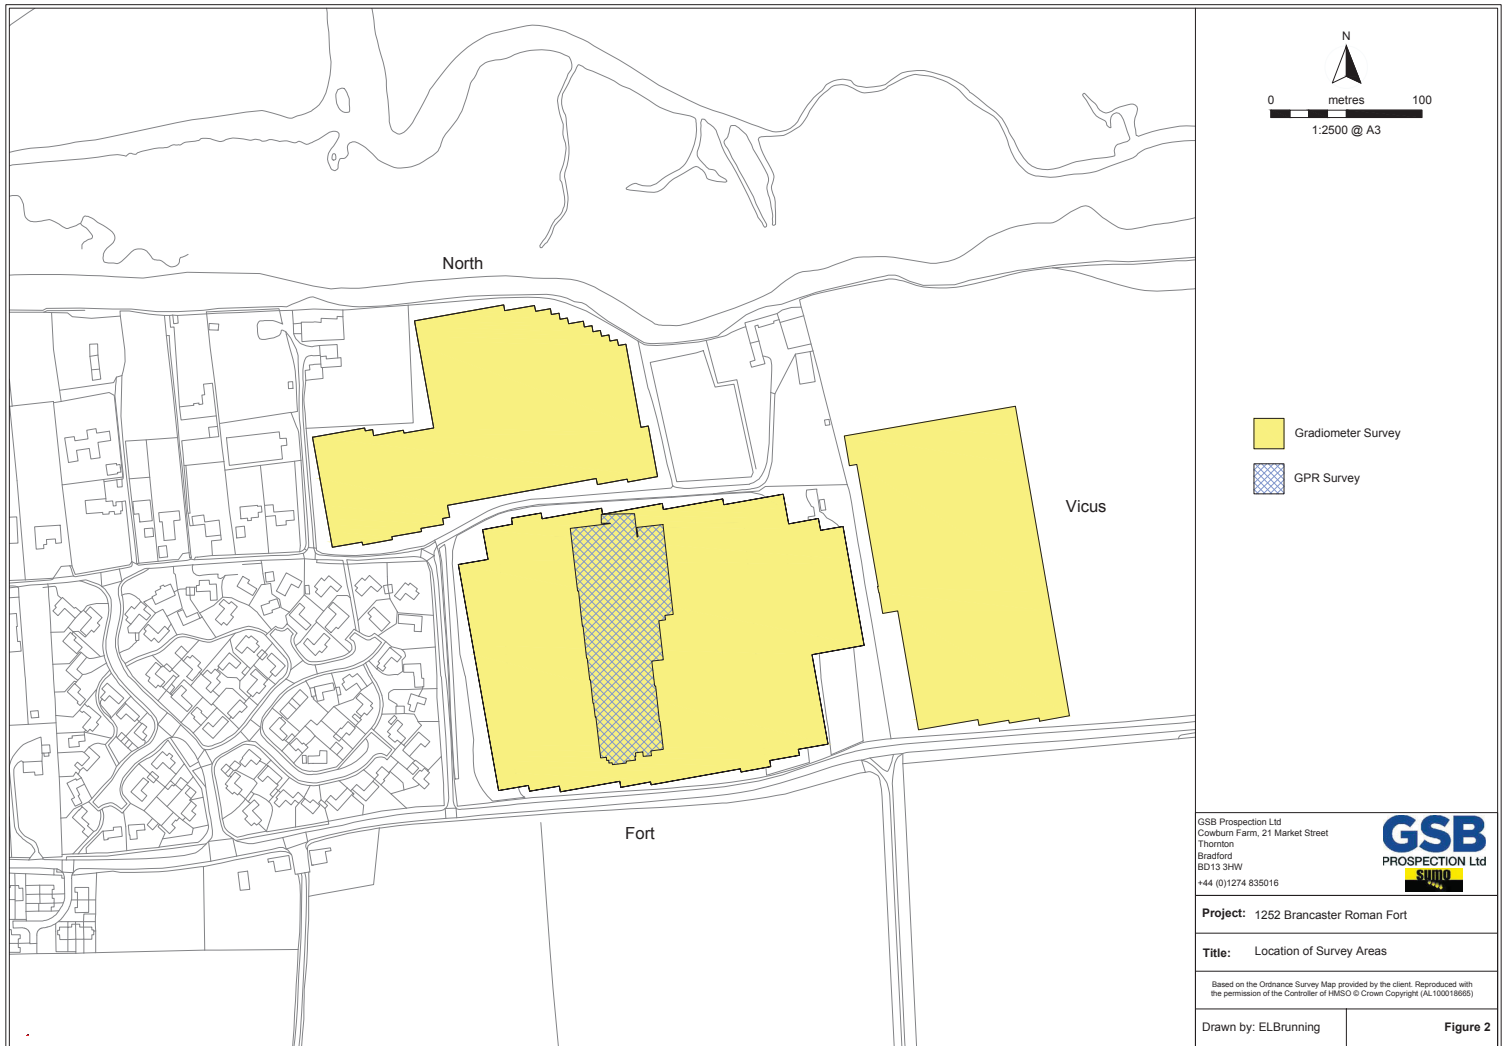 North
Vicus
Fort
N
0 metres 100
1:2500 @ A3
Gradiometer Survey
GPR Survey
GSB Prospection Ltd
Cowburn Farm, 21 Market Street
Thornton
Bradford
BD13 3HW
+44 (0)1274 835016
GSB
PROSPECTION Ltd
sumo
Project: 1252 Brancaster Roman Fort
Title: Location of Survey Areas
Based on the Ordnance Survey Map provided by the client. Reproduced with
the permission of the Controller of HMSO © Crown Copyright (AL100018665)
Drawn by: ELBrunning
Figure 2